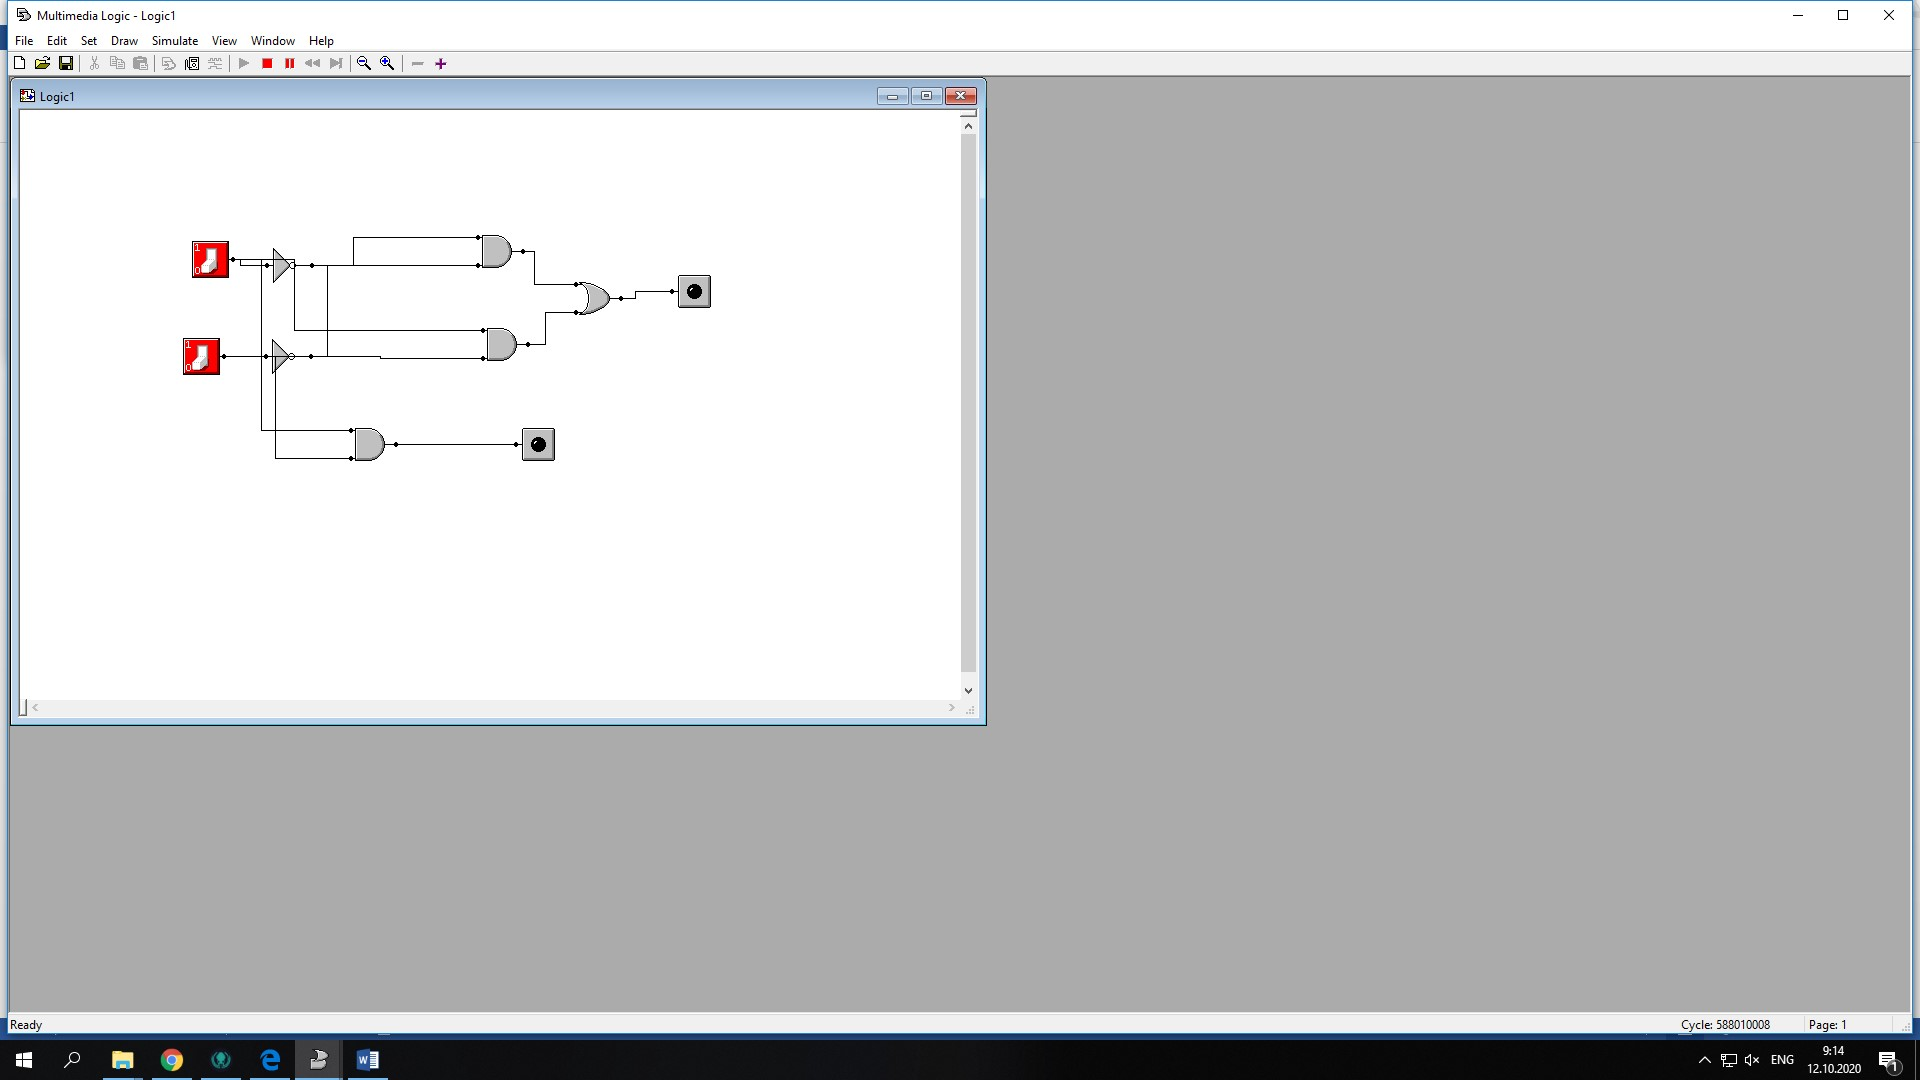 Multimedia Logic - Logic1
File Edit Set Draw Simulate View Window Help
Logic1
1
0
1
0
Ready
Cycle: 588010008
Page: 1
ENG
9:14
12.10.2020
1